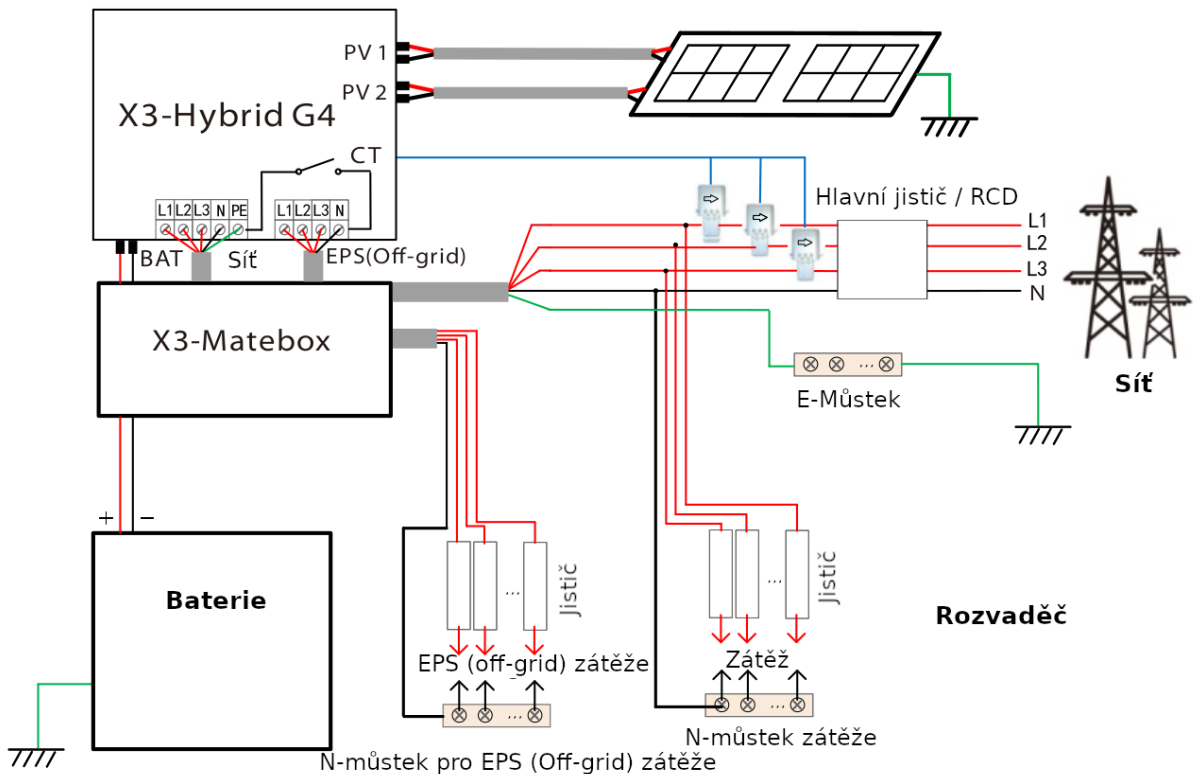 PV 1
PV 2
X3-Hybrid G4
CT
L1 L2 L3 N PE
L1 L2 L3 N
BAT
Síť
EPS(Off-grid)
Hlavní jistič / RCD
L1
L2
L3
N
X3-Matebox
...
E-Můstek
Síť
+ −
Baterie
...
Jistič
...
Jistič
Rozvaděč
EPS (off-grid) zátěže
Zátěž
...
...
N-můstek zátěže
N-můstek pro EPS (Off-grid) zátěže